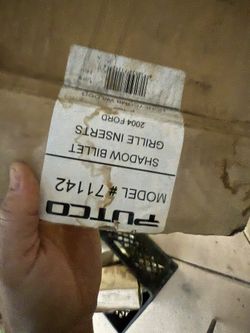 PUTCO
MODEL #71142
SHADOW BILLET
GRILLE INSERTS
2004 FORD